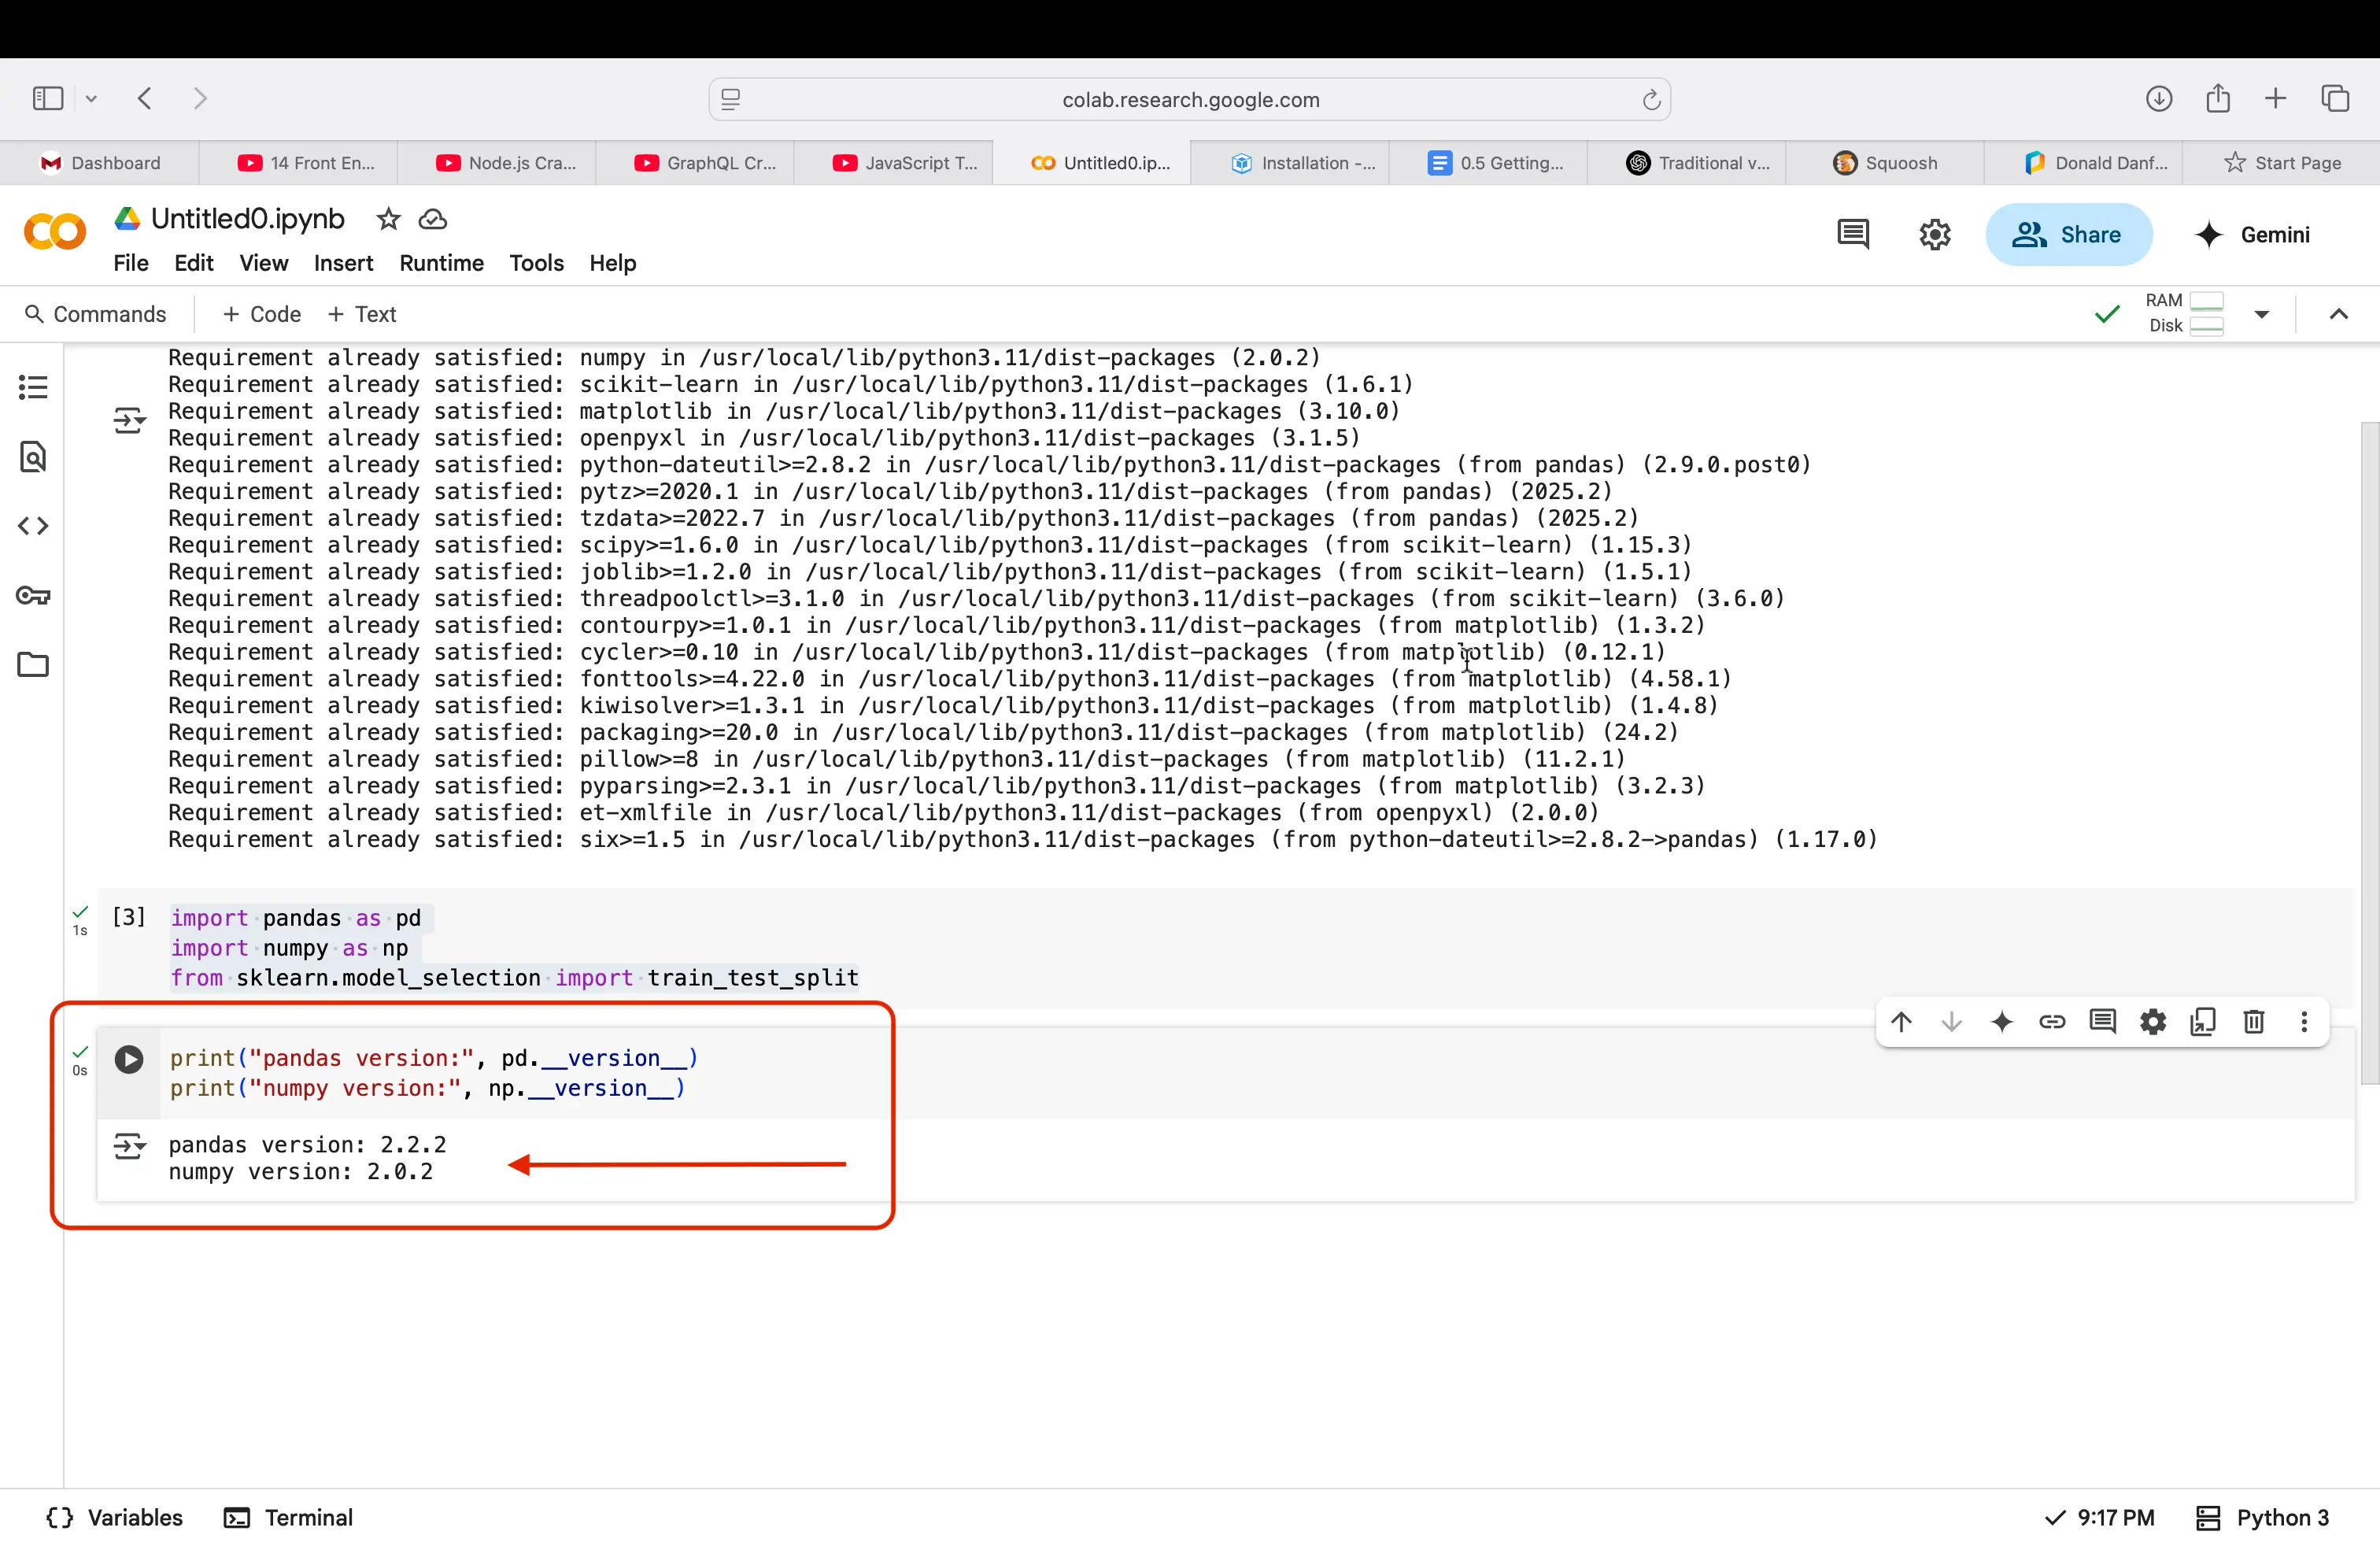 colab.research.google.com
Dashboard
14 Front En...
Node.js Cra...
GraphQL Cr...
JavaScript T...
Untitled0.ip...
Installation -...
0.5 Getting...
Traditional v...
Squoosh
Donald Danf...
Start Page
Untitled0.ipynb
File Edit View Insert Runtime Tools Help
Share
Gemini
Commands + Code + Text
RAM
Disk
Requirement already satisfied: numpy in /usr/local/lib/python3.11/dist-packages (2.0.2)
Requirement already satisfied: scikit-learn in /usr/local/lib/python3.11/dist-packages (1.6.1)
Requirement already satisfied: matplotlib in /usr/local/lib/python3.11/dist-packages (3.10.0)
Requirement already satisfied: openpyxl in /usr/local/lib/python3.11/dist-packages (3.1.5)
Requirement already satisfied: python-dateutil>=2.8.2 in /usr/local/lib/python3.11/dist-packages (from pandas) (2.9.0.post0)
Requirement already satisfied: pytz>=2020.1 in /usr/local/lib/python3.11/dist-packages (from pandas) (2025.2)
Requirement already satisfied: tzdata>=2022.7 in /usr/local/lib/python3.11/dist-packages (from pandas) (2025.2)
Requirement already satisfied: scipy>=1.6.0 in /usr/local/lib/python3.11/dist-packages (from scikit-learn) (1.15.3)
Requirement already satisfied: joblib>=1.2.0 in /usr/local/lib/python3.11/dist-packages (from scikit-learn) (1.5.1)
Requirement already satisfied: threadpoolctl>=3.1.0 in /usr/local/lib/python3.11/dist-packages (from scikit-learn) (3.6.0)
Requirement already satisfied: contourpy>=1.0.1 in /usr/local/lib/python3.11/dist-packages (from matplotlib) (1.3.2)
Requirement already satisfied: cycler>=0.10 in /usr/local/lib/python3.11/dist-packages (from matplotlib) (0.12.1)
Requirement already satisfied: fonttools>=4.22.0 in /usr/local/lib/python3.11/dist-packages (from matplotlib) (4.58.1)
Requirement already satisfied: kiwisolver>=1.3.1 in /usr/local/lib/python3.11/dist-packages (from matplotlib) (1.4.8)
Requirement already satisfied: packaging>=20.0 in /usr/local/lib/python3.11/dist-packages (from matplotlib) (24.2)
Requirement already satisfied: pillow>=8 in /usr/local/lib/python3.11/dist-packages (from matplotlib) (11.2.1)
Requirement already satisfied: pyparsing>=2.3.1 in /usr/local/lib/python3.11/dist-packages (from matplotlib) (3.2.3)
Requirement already satisfied: et-xmlfile in /usr/local/lib/python3.11/dist-packages (from openpyxl) (2.0.0)
Requirement already satisfied: six>=1.5 in /usr/local/lib/python3.11/dist-packages (from python-dateutil>=2.8.2->pandas) (1.17.0)
1s
[3] import pandas as pd
import numpy as np
from sklearn.model_selection import train_test_split
0s
print("pandas version:", pd.__version__)
print("numpy version:", np.__version__)
pandas version: 2.2.2
numpy version: 2.0.2
{} Variables
Terminal
9:17 PM
Python 3